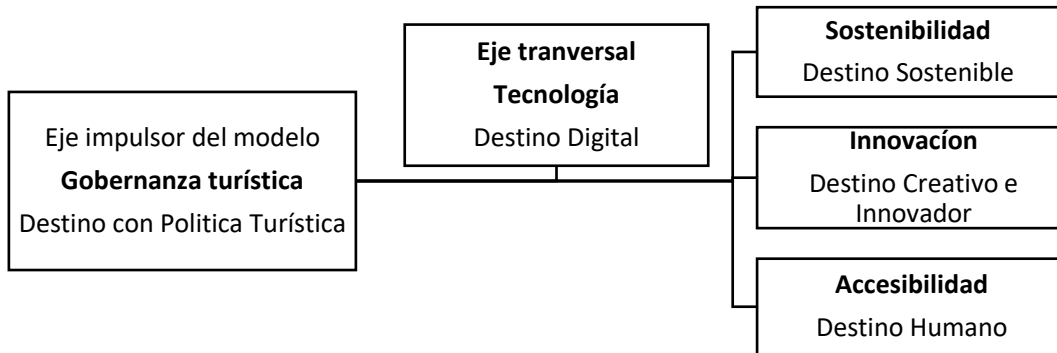 Eje impulsor del modelo
Gobernanza turística
Destino con Politica Turística
Eje tranversal
Tecnología
Destino Digital
Sostenibilidad
Destino Sostenible
Innovacíon
Destino Creativo e
Innovador
Accesibilidad
Destino Humano